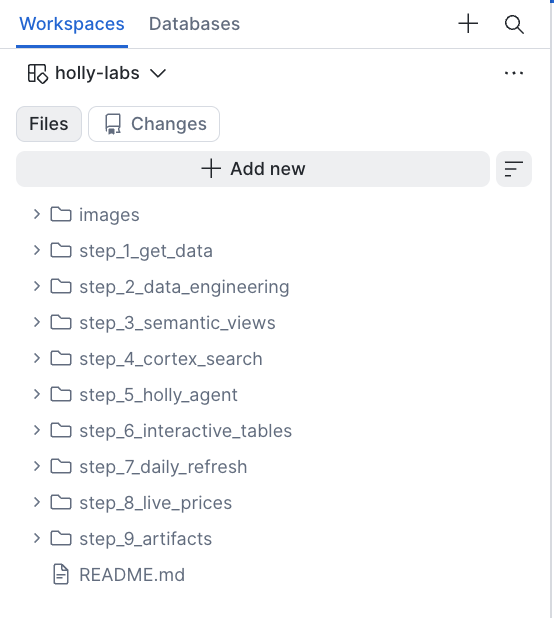 Workspaces Databases
holly-labs
Files Changes
Add new
images
step_1_get_data
step_2_data_engineering
step_3_semantic_views
step_4_cortex_search
step_5_holly_agent
step_6_interactive_tables
step_7_daily_refresh
step_8_live_prices
step_9_artifacts
README.md